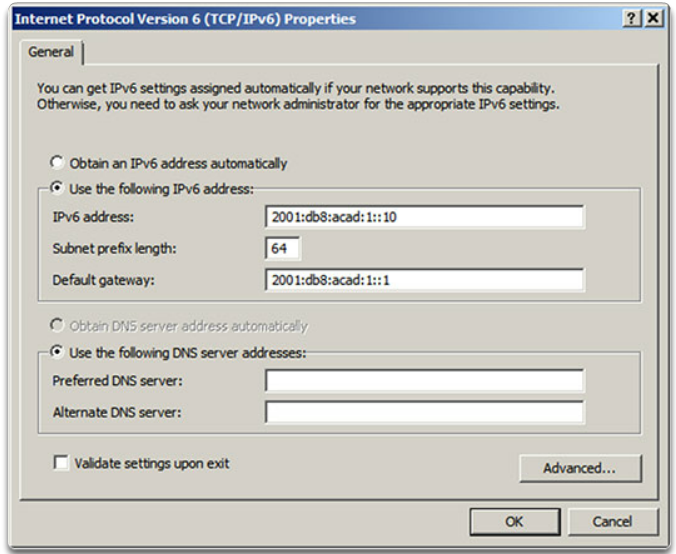 Internet Protocol Version 6 (TCP/IPv6) Properties
General
You can get IPv6 settings assigned automatically if your network supports this capability.
Otherwise, you need to ask your network administrator for the appropriate IPv6 settings.
Obtain an IPv6 address automatically
Use the following IPv6 address:
IPv6 address: 2001:db8:acad:1::10
Subnet prefix length: 64
Default gateway: 2001:db8:acad:1::1
Obtain DNS server address automatically
Use the following DNS server addresses:
Preferred DNS server:
Alternate DNS server:
Validate settings upon exit
Advanced...
OK Cancel